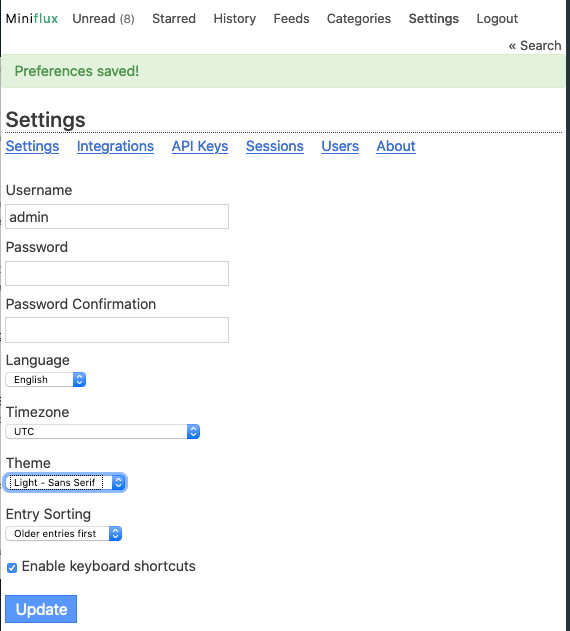 Miniflux Unread (8) Starred History Feeds Categories Settings Logout
« Search
Preferences saved!
Settings
Settings Integrations API Keys Sessions Users About
Username
admin
Password
Password Confirmation
Language
English
Timezone
UTC
Theme
Light - Sans Serif
Entry Sorting
Older entries first
Enable keyboard shortcuts
Update